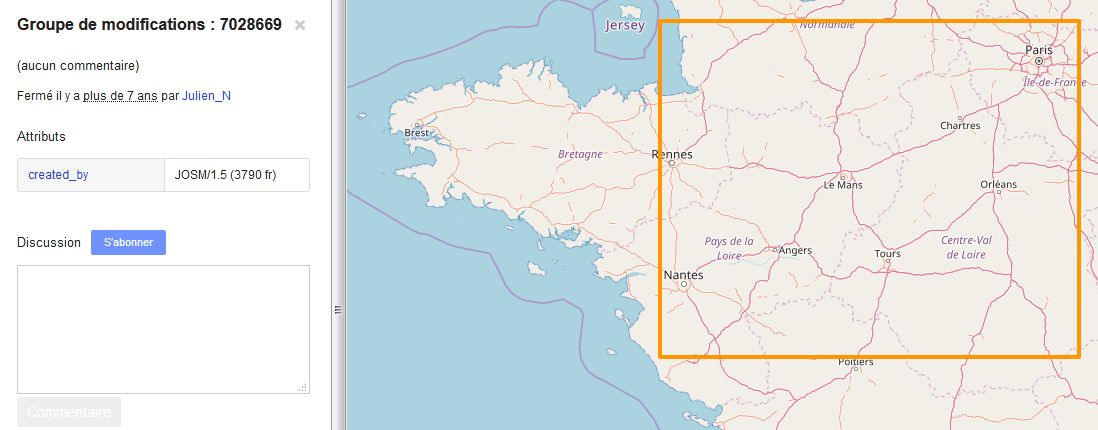 Groupe de modifications : 7028669 ×
(aucun commentaire)
Fermé il y a plus de 7 ans par Julien_N
Attributs
created_by JOSM/1.5 (3790 fr)
Discussion S'abonner
Commentaire
Jersey
Normandie
Paris
Île-de-France
Brest
Chartres
Bretagne
Rennes
Le Mans
Orléans
Pays de la
Loire
Angers
Tours
Centre-Val
de Loire
Nantes
Poitiers